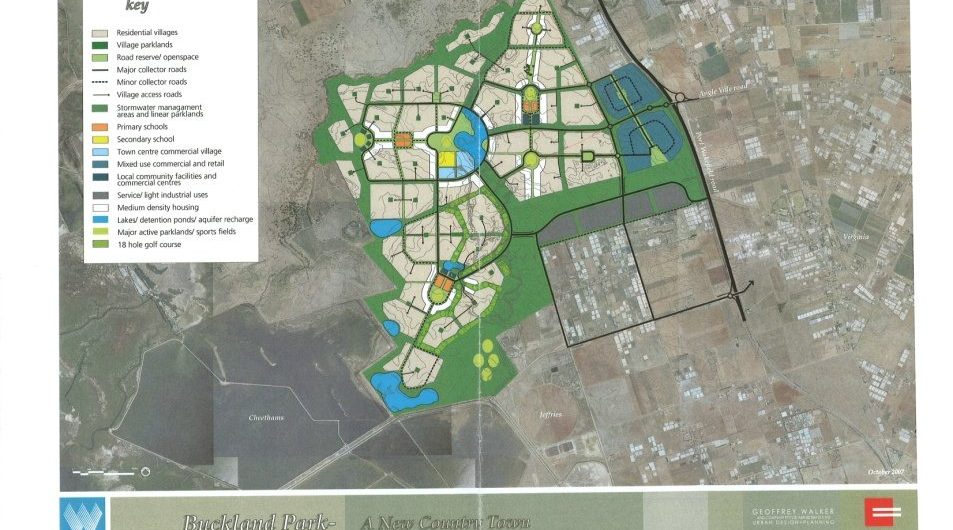 key
Residential villages
Village parklands
Road reserve/ openspace
Major collector roads
Minor collector roads
Village access roads
Stormwater managament
areas and linear parklands
Primary schools
Secondary school
Town centre commercial village
Mixed use commercial and retail
Local community facilities and
commercial centres
Service/ light industrial uses
Medium density housing
Lakes/ detention ponds/ aquifer recharge
Major active parklands/ sports fields
18 hole golf course
Angle Vale road
Virginia
Cheethams
Jeffries
October 2007
Buckland Park- A New Country Town
GEOFFREY WALKER
URBAN DESIGN+PLANNING